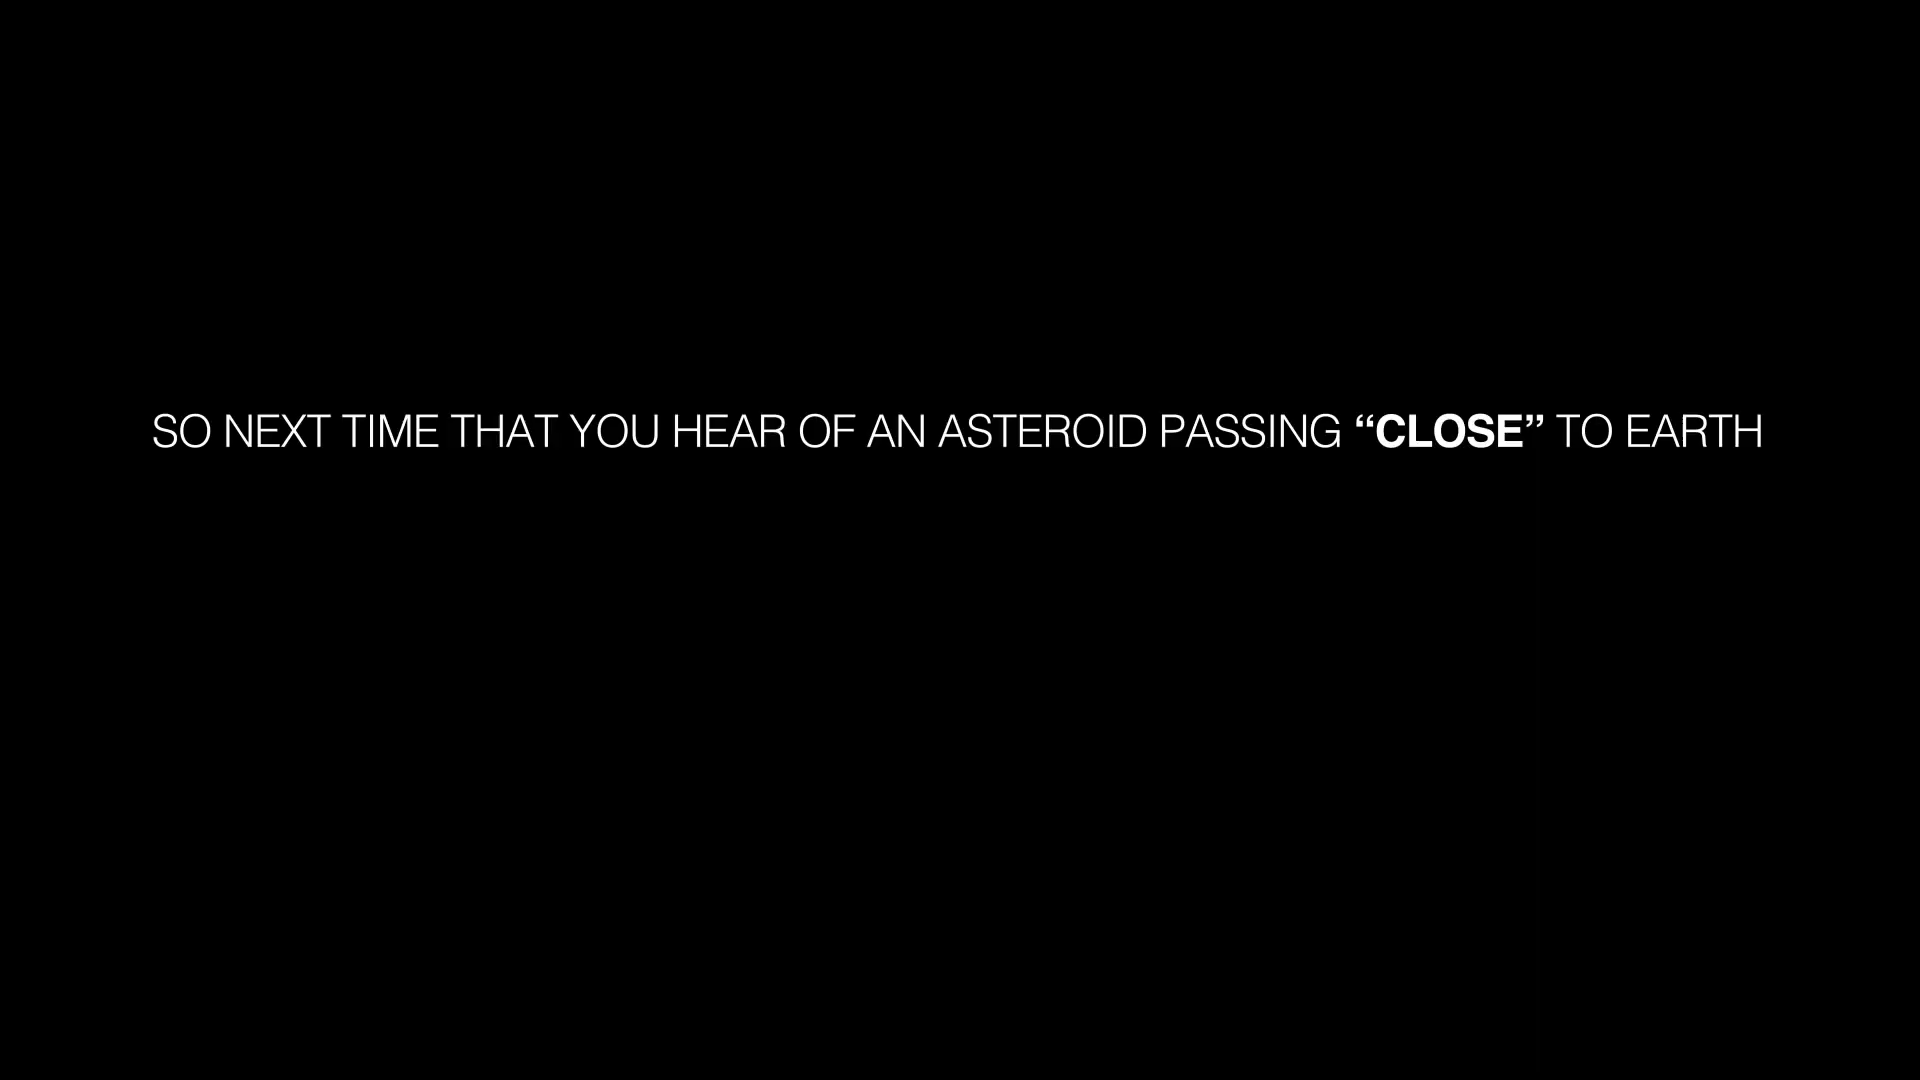 SO NEXT TIME THAT YOU HEAR OF AN ASTEROID PASSING “CLOSE” TO EARTH